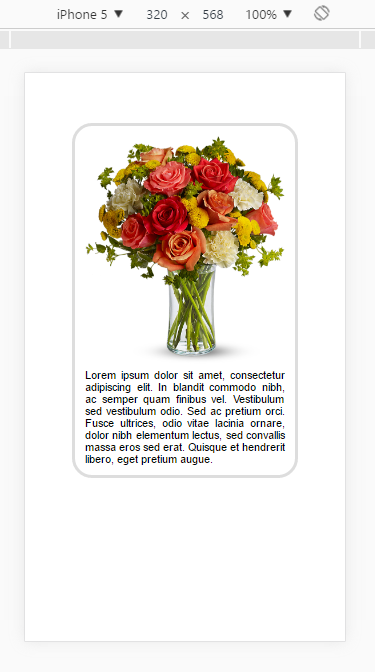 iPhone 5 ▼ 320 × 568 100% ▼
Lorem ipsum dolor sit amet, consectetur
adipiscing elit. In blandit commodo nibh,
ac semper quam finibus vel. Vestibulum
sed vestibulum odio. Sed ac pretium orci.
Fusce ultrices, odio vitae lacinia ornare,
dolor nibh elementum lectus, sed convallis
massa eros sed erat. Quisque et hendrerit
libero, eget pretium augue.